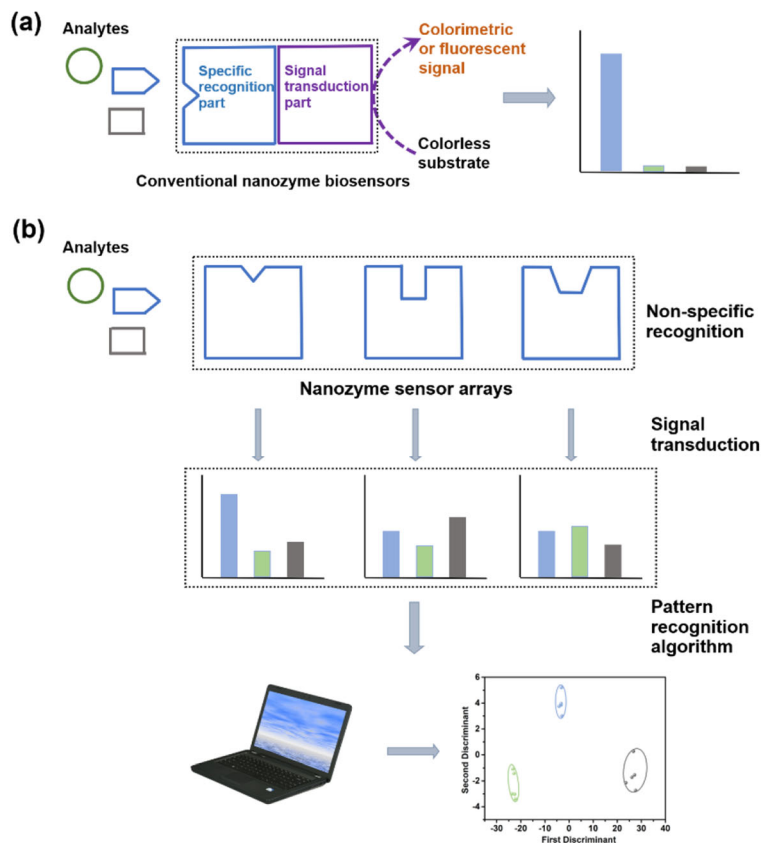 (a)
Analytes
Specific
recognition
part
Signal
transduction
part
Colorimetric
or fluorescent
signal
Colorless
substrate
Conventional nanozyme biosensors
(b)
Analytes
Non-specific
recognition
Nanozyme sensor arrays
Signal
transduction
Pattern
recognition
algorithm
Second Discriminant
6
4
2
0
-2
-4
-30
-20
-10
0
10
20
30
40
First Discriminant